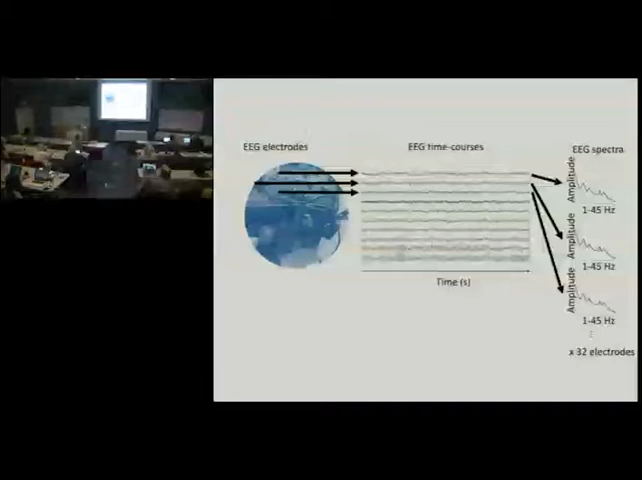 EEG electrodes
EEG time-courses
EEG spectra
Amplitude
1-45 Hz
Amplitude
1-45 Hz
Amplitude
1-45 Hz
Time (s)
x 32 electrodes